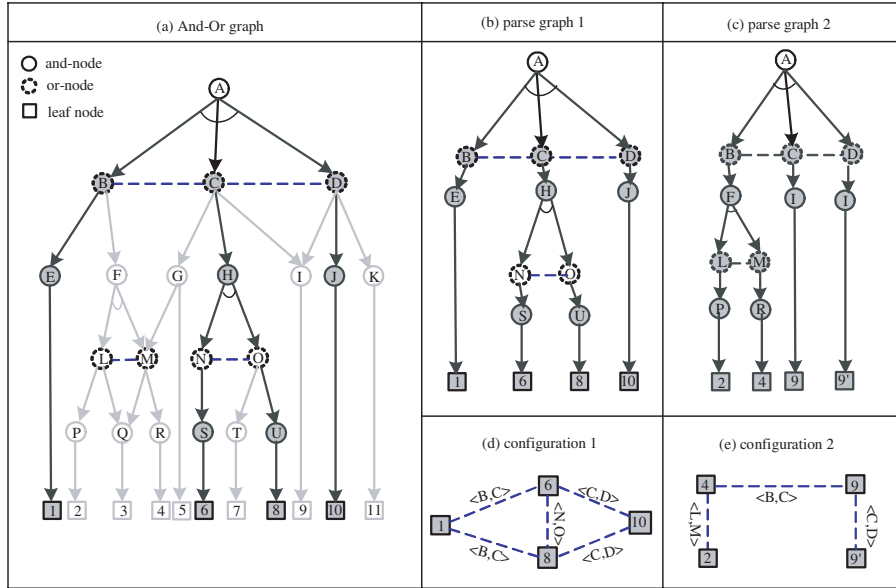 (a) And-Or graph
and-node
or-node
leaf node
A
B C D
E F G H I J K
L M N O
P Q R S T U
1 2 3 4 5 6 7 8 9 10 11
(b) parse graph 1
A
B C D
E H J
N O
S U
1 6 8 10
(c) parse graph 2
A
B C D
F I I
L M
P R
2 4 9 9'
(d) configuration 1
<B,C> 6 <C,D>
1 <N,O> 10
<B,C> 8 <C,D>
(e) configuration 2
4 9
<B,C>
<L,M> <C,D>
2 9'